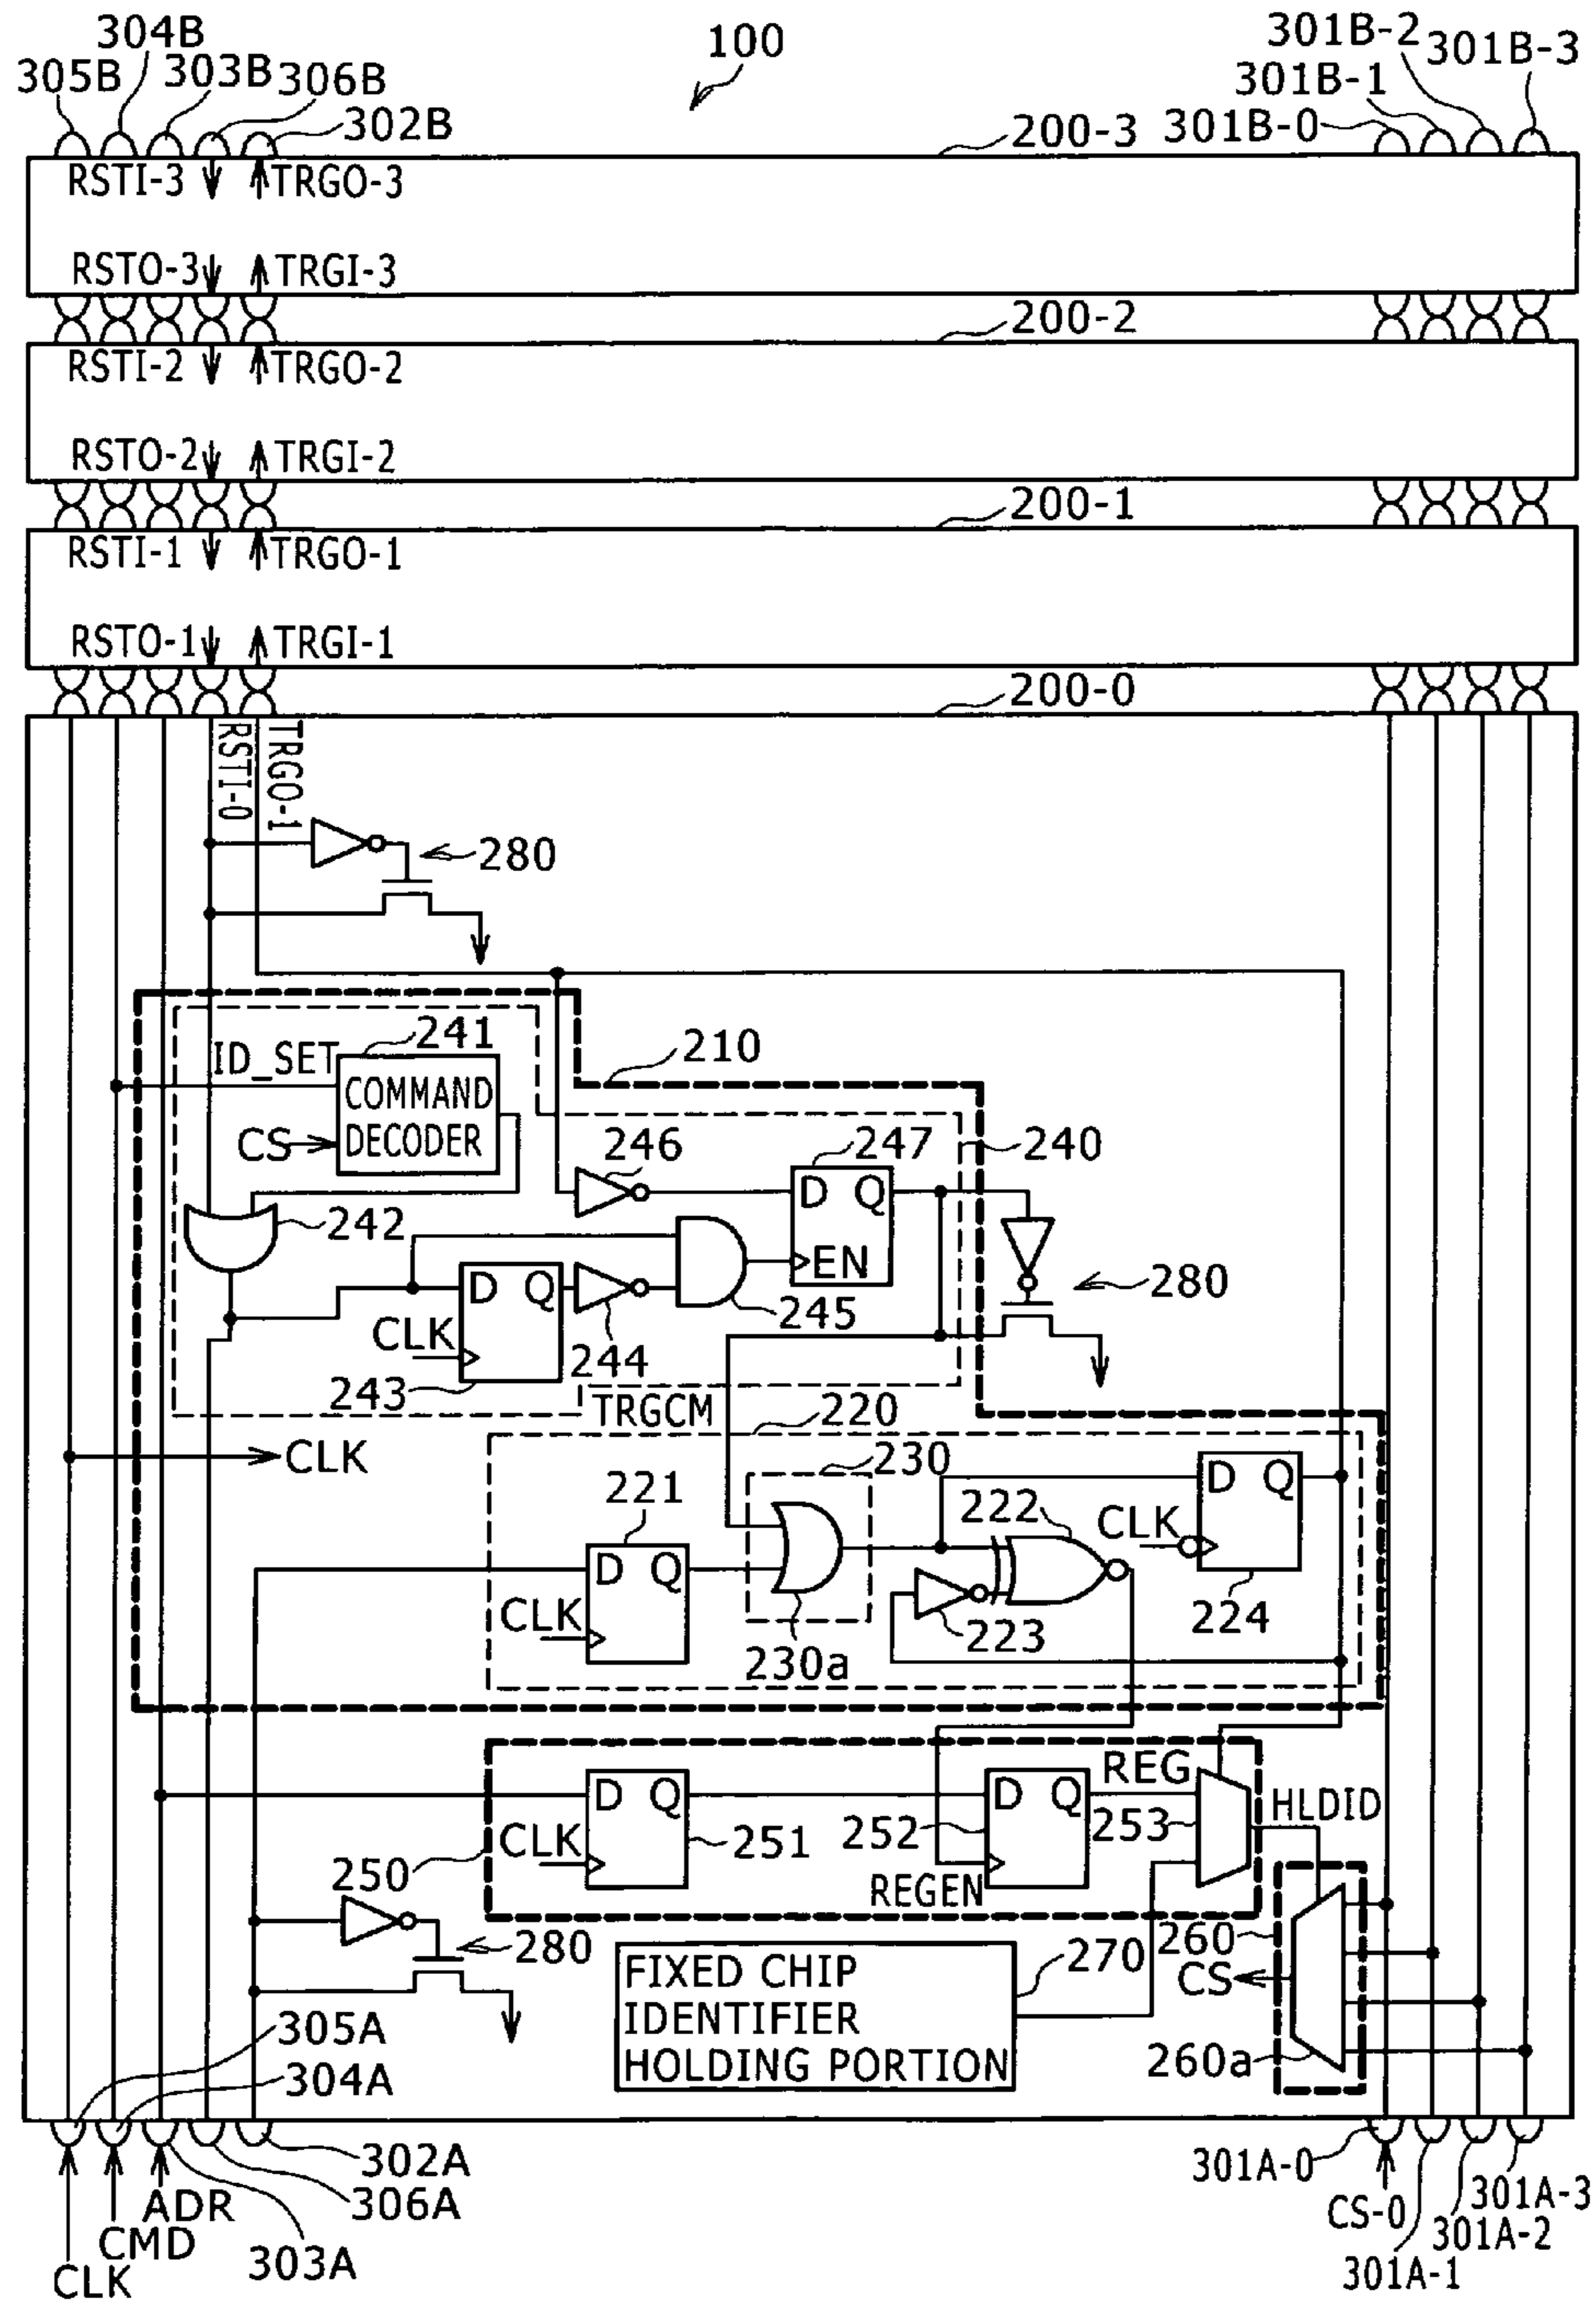 304B
100
301B-2
301B-3
305B
303B
306B
301B-1
302B
301B-0
200-3
RSTI-3
TRGO-3
RSTO-3
TRGI-3
200-2
RSTI-2
TRGO-2
RSTO-2
TRGI-2
200-1
RSTI-1
TRGO-1
RSTO-1
TRGI-1
200-0
RSTI-0
TRGO-1
280
241
210
ID_SET
COMMAND
DECODER
CS
246
247
240
D Q
242
EN
280
D Q
245
CLK
244
243
TRGCM
220
CLK
230
221
222
D Q
CLK
D Q
CLK
223
224
230a
REG
D Q
D Q
HLDID
252
253
CLK
251
250
REGEN
280
270
260
FIXED CHIP
IDENTIFIER
HOLDING PORTION
CS
305A
260a
304A
302A
301A-0
306A
ADR
301A-3
CS-0
CMD
301A-2
303A
301A-1
CLK